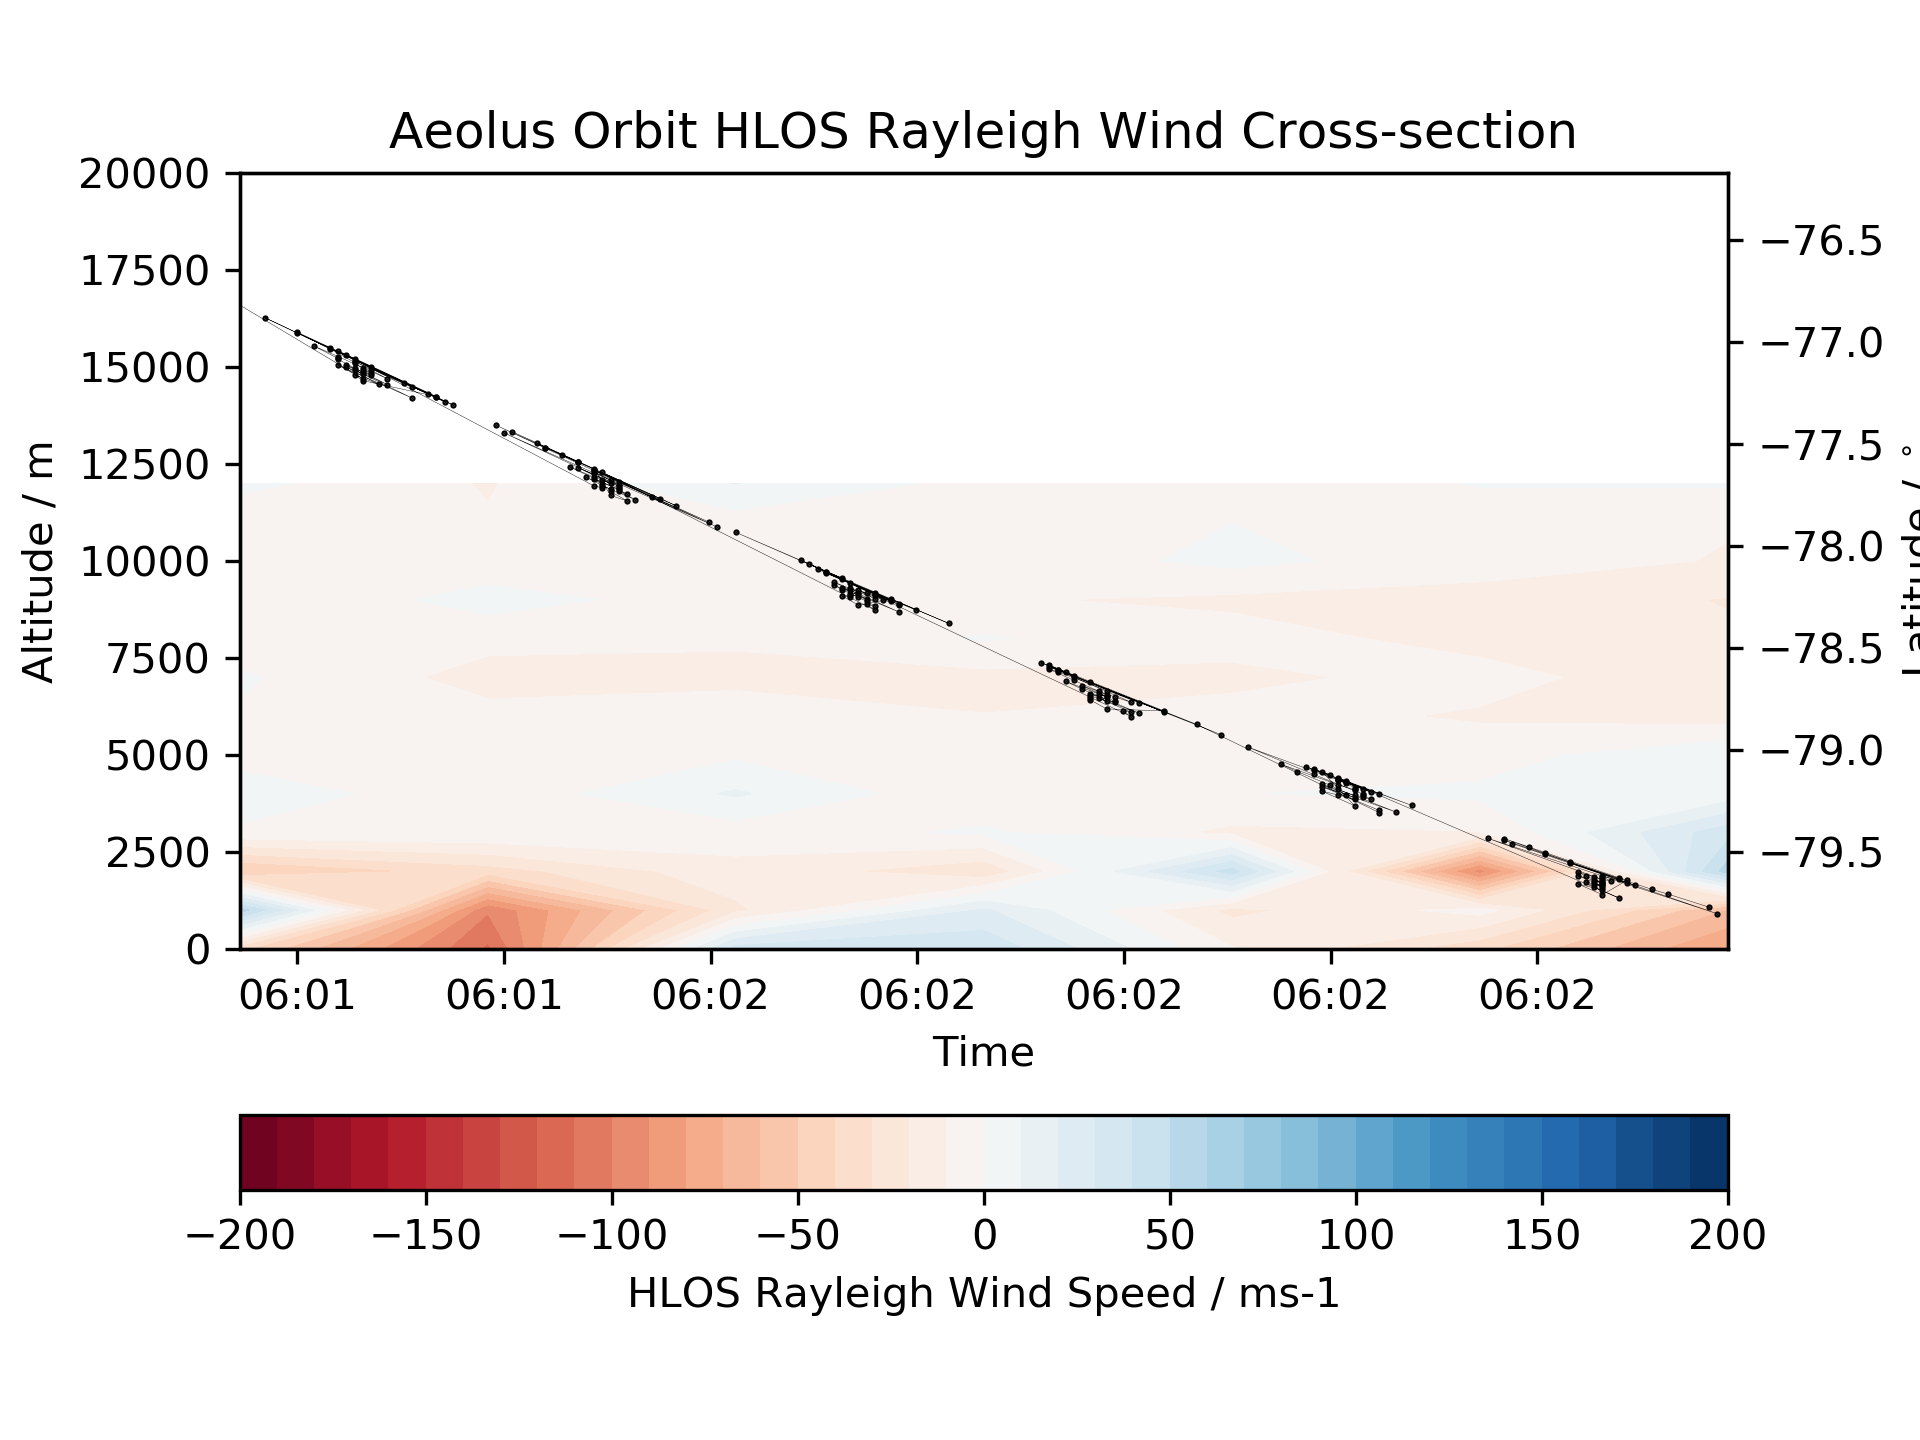 Aeolus Orbit HLOS Rayleigh Wind Cross-section
20000
17500
15000
12500
10000
7500
5000
2500
0
Altitude / m
−76.5
−77.0
−77.5
−78.0
−78.5
−79.0
−79.5
Latitude / °
06:01 06:01 06:02 06:02 06:02 06:02 06:02
Time
−200 −150 −100 −50 0 50 100 150 200
HLOS Rayleigh Wind Speed / ms-1